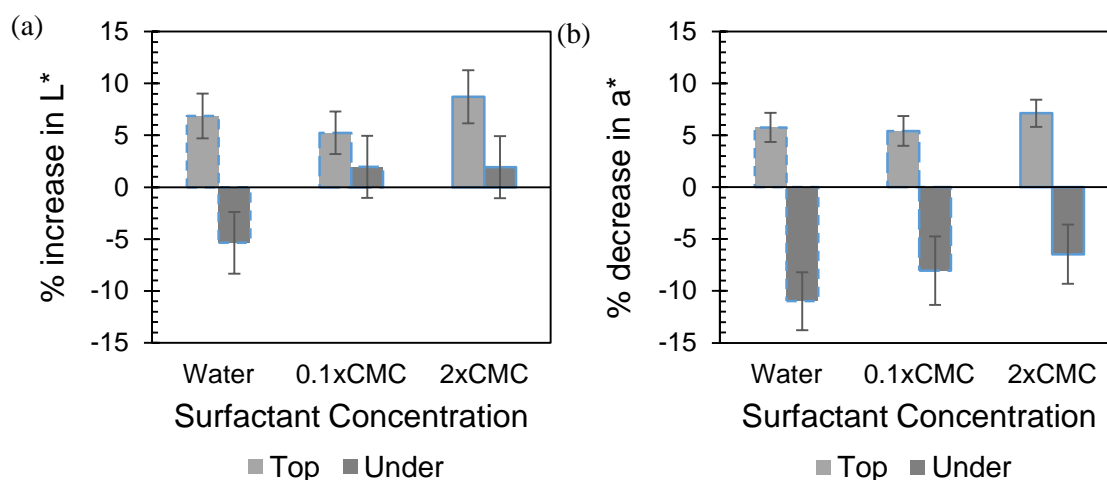 (a)
% increase in L*
15
10
5
0
-5
-10
-15
Water 0.1xCMC 2xCMC
Surfactant Concentration
Top Under
(b)
% decrease in a*
15
10
5
0
-5
-10
-15
Water 0.1xCMC 2xCMC
Surfactant Concentration
Top Under